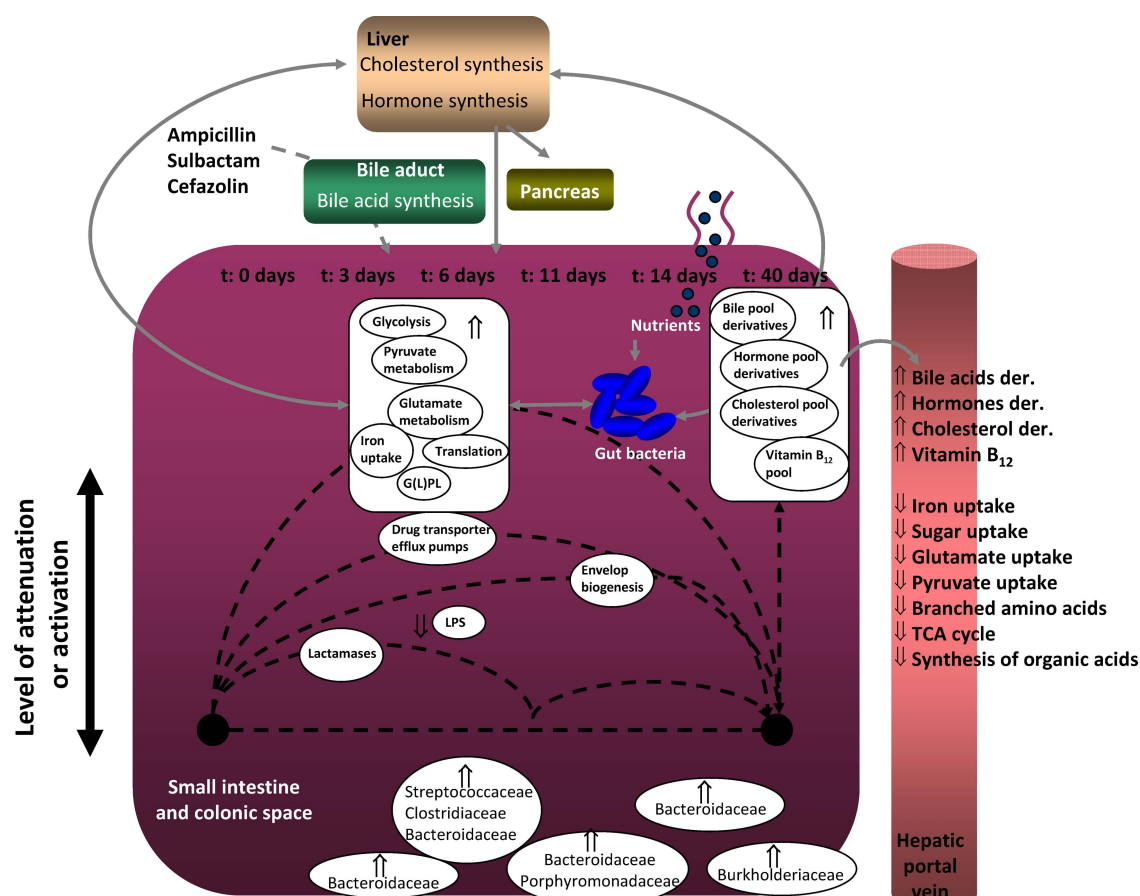 Liver
Cholesterol synthesis
Hormone synthesis
Ampicillin
Sulbactam
Cefazolin
Bile aduct
Bile acid synthesis
Pancreas
t: 0 days
t: 3 days
t: 6 days
t: 11 days
t: 14 days
t: 40 days
Glycolysis
⇑
Pyruvate
metabolism
Glutamate
metabolism
Iron
uptake
Translation
G(L)PL
Nutrients
Gut bacteria
Bile pool
derivatives
⇑
Hormone pool
derivatives
Cholesterol pool
derivatives
Vitamin B12
pool
⇑ Bile acids der.
⇑ Hormones der.
⇑ Cholesterol der.
⇑ Vitamin B12
⇓ Iron uptake
⇓ Sugar uptake
⇓ Glutamate uptake
⇓ Pyruvate uptake
⇓ Branched amino acids
⇓ TCA cycle
⇓ Synthesis of organic acids
Level of attenuation
or activation
Drug transporter
efflux pumps
Envelop
biogenesis
⇓ LPS
Lactamases
Small intestine
and colonic space
⇑
Streptococcaceae
Clostridiaceae
Bacteroidaceae
⇑
Bacteroidaceae
⇑
Bacteroidaceae
⇑
Bacteroidaceae
Porphyromonadaceae
⇑
Burkholderiaceae
Hepatic
portal
vein